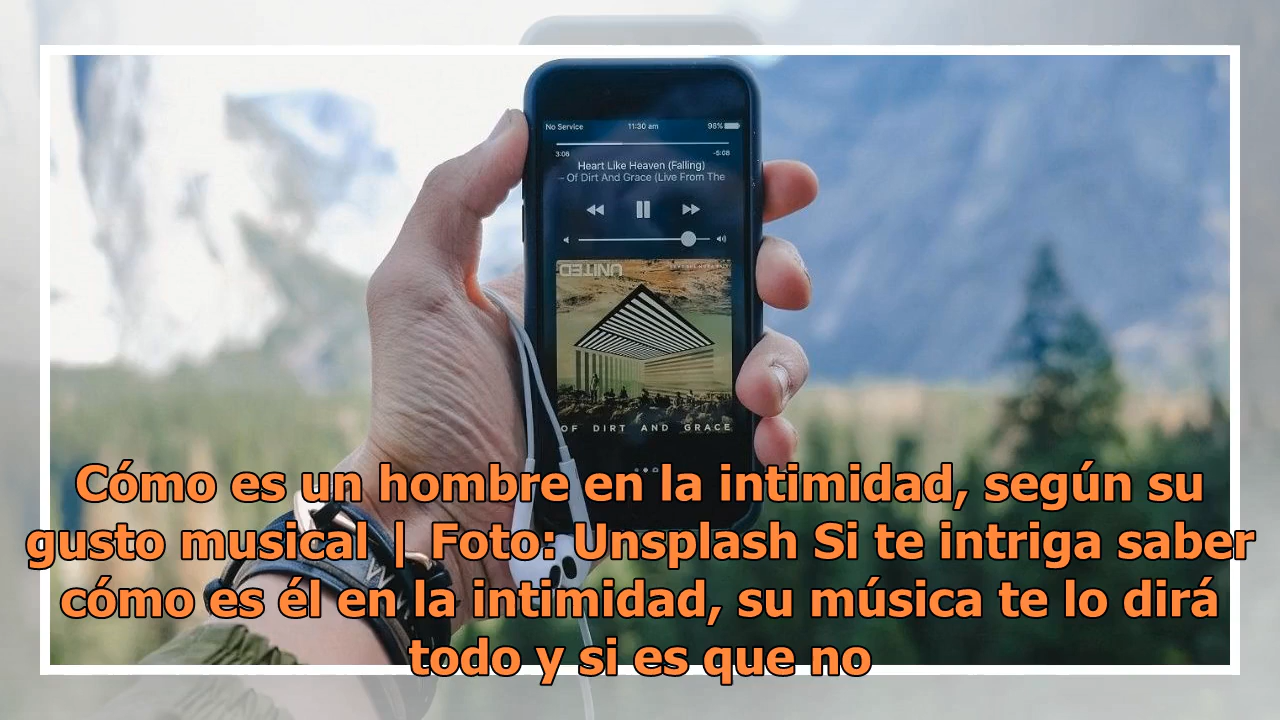 No Service 11:30 am 98%
3:06 -5:08
Heart Like Heaven (Falling)
— Of Dirt And Grace (Live From The
UNITED
OF DIRT AND GRACE
Cómo es un hombre en la intimidad, según su
gusto musical | Foto: Unsplash Si te intriga saber
cómo es él en la intimidad, su música te lo dirá
todo y si es que no